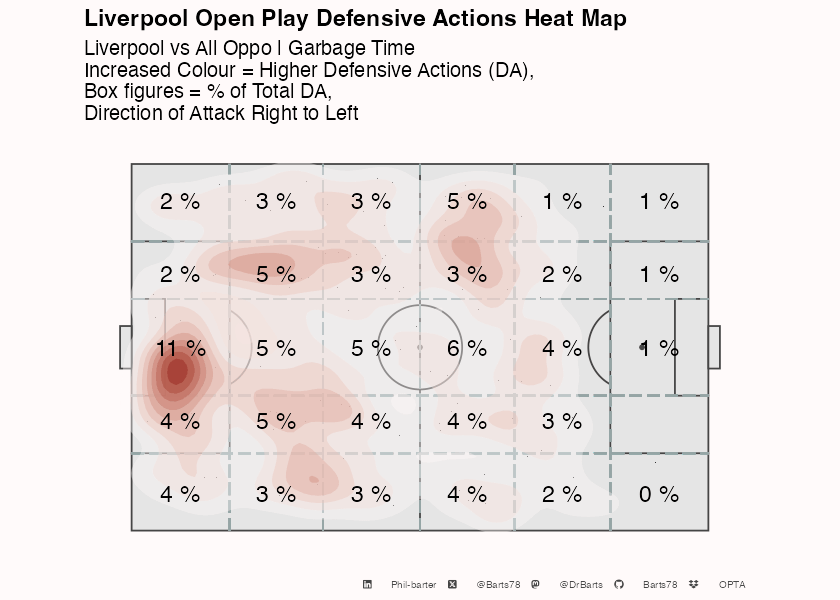 Liverpool Open Play Defensive Actions Heat Map
Liverpool vs All Oppo | Garbage Time
Increased Colour = Higher Defensive Actions (DA),
Box figures = % of Total DA,
Direction of Attack Right to Left
2 % 3 % 3 % 5 % 1 % 1 %
2 % 5 % 3 % 3 % 2 % 1 %
11 % 5 % 5 % 6 % 4 % 1 %
4 % 5 % 4 % 4 % 3 %
4 % 3 % 3 % 4 % 2 % 0 %
Phil-barter @Barts78 @DrBarts Barts78 OPTA